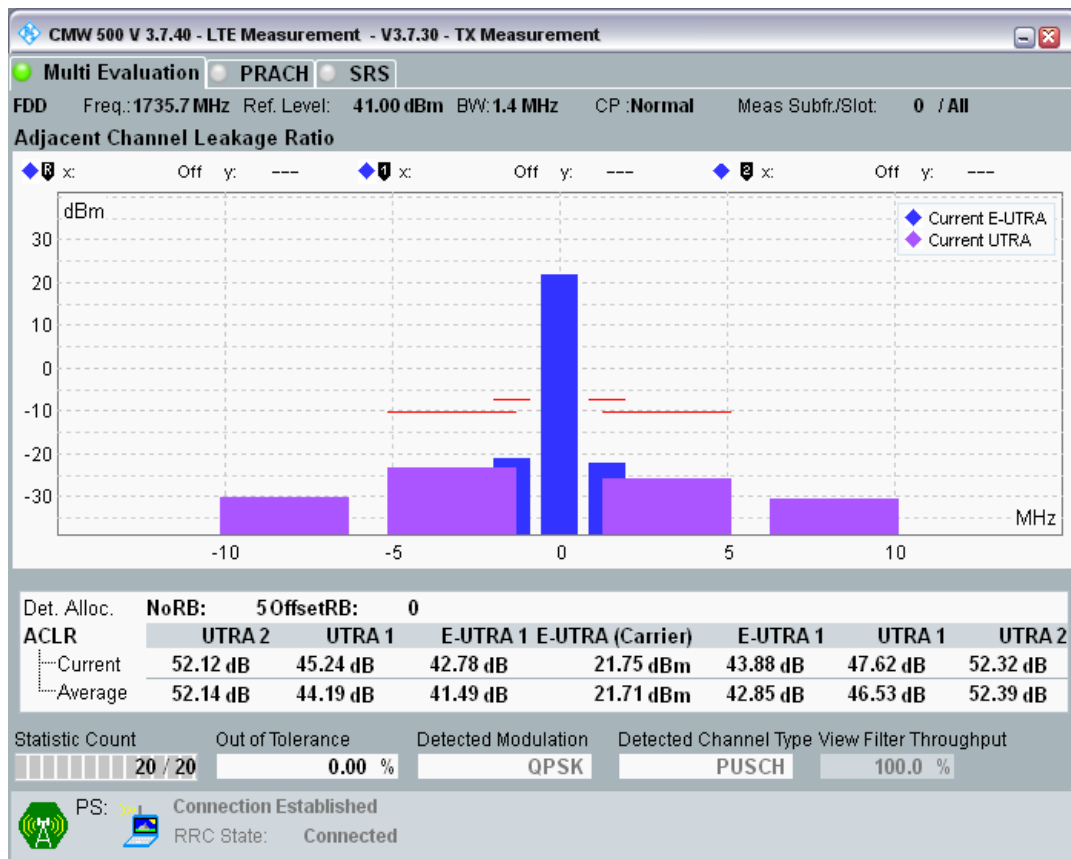 CMW 500 V 3.7.40 - LTE Measurement - V3.7.30 - TX Measurement
Multi Evaluation PRACH SRS
FDD Freq.: 1735.7 MHz Ref. Level: 41.00 dBm BW: 1.4 MHz CP :Normal Meas Subfr./Slot: 0 / All
Adjacent Channel Leakage Ratio
R x: Off y: --- 1 x: Off y: --- 2 x: Off y: ---
dBm
Current E-UTRA
Current UTRA
30
20
10
0
-10
-20
-30
MHz
-10 -5 0 5 10
Det. Alloc. NoRB: 5 OffsetRB: 0
ACLR UTRA 2 UTRA 1 E-UTRA 1 E-UTRA (Carrier) E-UTRA 1 UTRA 1 UTRA 2
Current 52.12 dB 45.24 dB 42.78 dB 21.75 dBm 43.88 dB 47.62 dB 52.32 dB
Average 52.14 dB 44.19 dB 41.49 dB 21.71 dBm 42.85 dB 46.53 dB 52.39 dB
Statistic Count Out of Tolerance Detected Modulation Detected Channel Type View Filter Throughput
20 / 20 0.00 % QPSK PUSCH 100.0 %
PS: Connection Established
RRC State: Connected